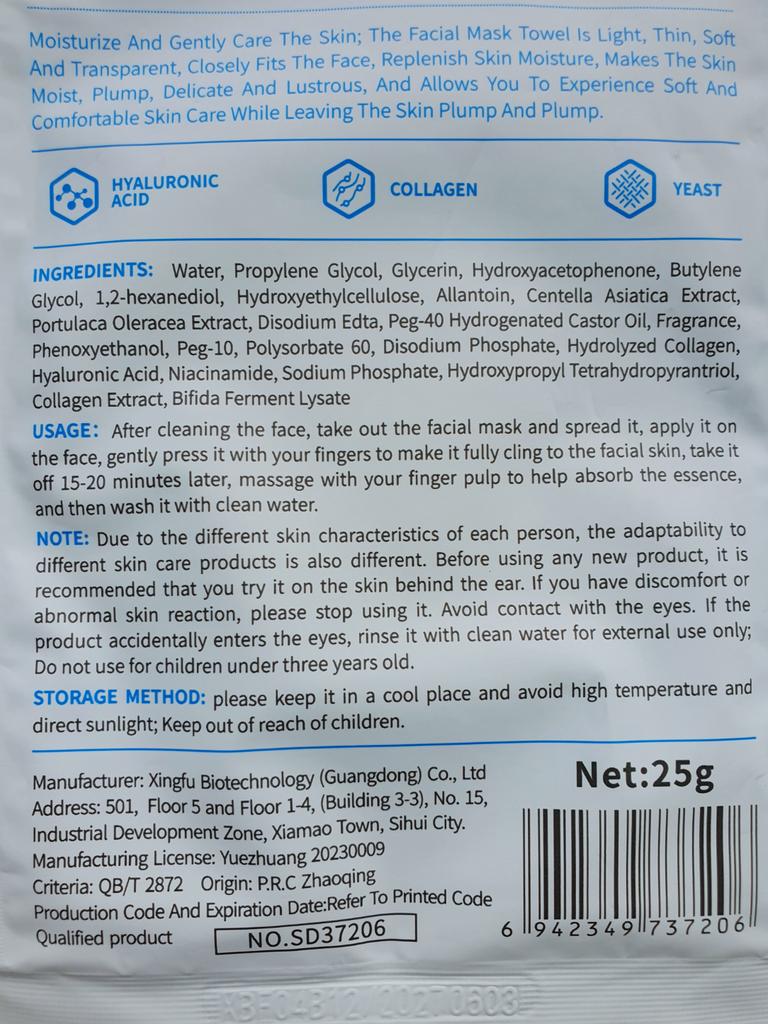 Moisturize And Gently Care The Skin; The Facial Mask Towel Is Light, Thin, Soft
And Transparent, Closely Fits The Face, Replenish Skin Moisture, Makes The Skin
Moist, Plump, Delicate And Lustrous, And Allows You To Experience Soft And
Comfortable Skin Care While Leaving The Skin Plump And Plump.
HYALURONIC
ACID
COLLAGEN
YEAST
INGREDIENTS: Water, Propylene Glycol, Glycerin, Hydroxyacetophenone, Butylene
Glycol, 1,2-hexanediol, Hydroxyethylcellulose, Allantoin, Centella Asiatica Extract,
Portulaca Oleracea Extract, Disodium Edta, Peg-40 Hydrogenated Castor Oil, Fragrance,
Phenoxyethanol, Peg-10, Polysorbate 60, Disodium Phosphate, Hydrolyzed Collagen,
Hyaluronic Acid, Niacinamide, Sodium Phosphate, Hydroxypropyl Tetrahydropyrantriol,
Collagen Extract, Bifida Ferment Lysate
USAGE: After cleaning the face, take out the facial mask and spread it, apply it on
the face, gently press it with your fingers to make it fully cling to the facial skin, take it
off 15-20 minutes later, massage with your finger pulp to help absorb the essence,
and then wash it with clean water.
NOTE: Due to the different skin characteristics of each person, the adaptability to
different skin care products is also different. Before using any new product, it is
recommended that you try it on the skin behind the ear. If you have discomfort or
abnormal skin reaction, please stop using it. Avoid contact with the eyes. If the
product accidentally enters the eyes, rinse it with clean water for external use only;
Do not use for children under three years old.
STORAGE METHOD: please keep it in a cool place and avoid high temperature and
direct sunlight; Keep out of reach of children.
Manufacturer: Xingfu Biotechnology (Guangdong) Co., Ltd
Address: 501, Floor 5 and Floor 1-4, (Building 3-3), No. 15,
Industrial Development Zone, Xiamao Town, Sihui City.
Manufacturing License: Yuezhuang 20230009
Criteria: QB/T 2872 Origin: P.R.C Zhaoqing
Production Code And Expiration Date:Refer To Printed Code
Qualified product NO.SD37206
Net:25g
6 942349 737206